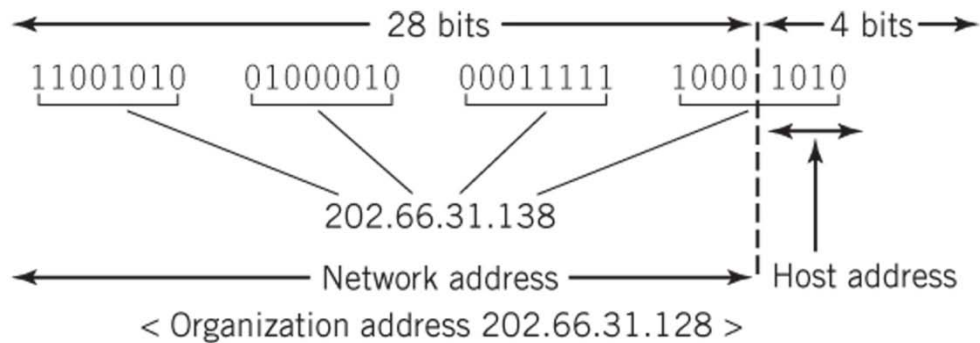 28 bits 4 bits
11001010 01000010 00011111 1000 1010
202.66.31.138
Network address Host address
< Organization address 202.66.31.128 >